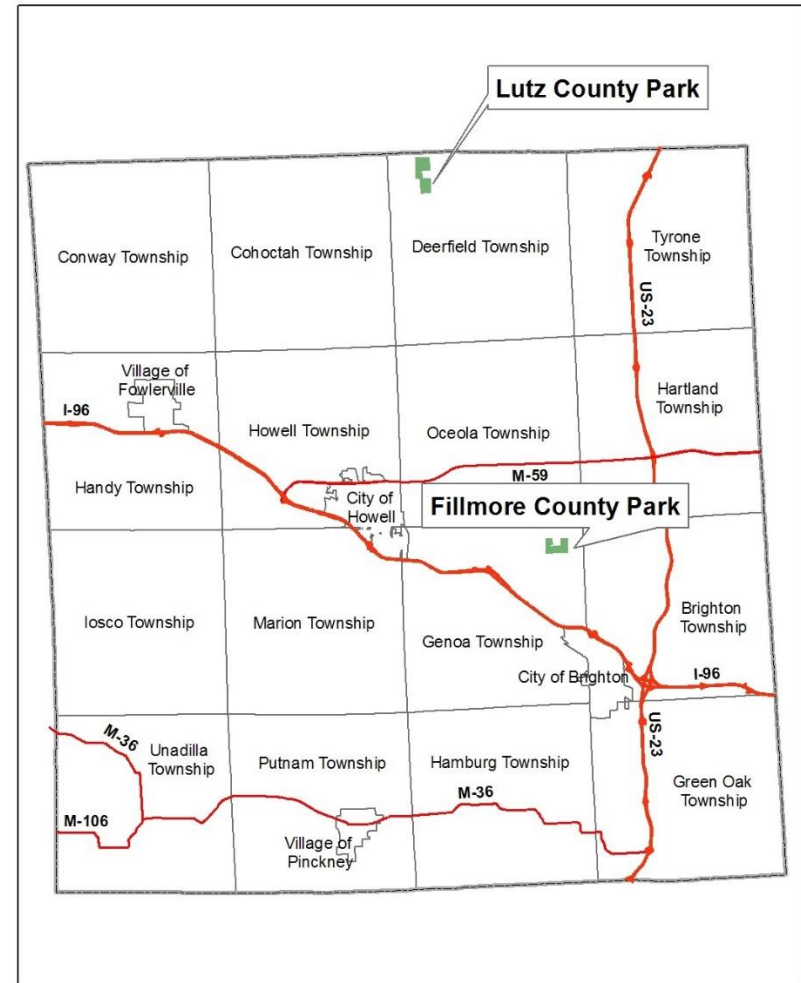 Lutz County Park
Conway Township
Cohoctah Township
Deerfield Township
Tyrone
Township
US-23
Village of
Fowlerville
I-96
Howell Township
Oceola Township
Hartland
Township
M-59
Handy Township
City of
Howell
Fillmore County Park
Iosco Township
Marion Township
Genoa Township
Brighton
Township
City of Brighton
I-96
US-23
M-36
Unadilla
Township
Putnam Township
Hamburg Township
M-36
Green Oak
Township
M-106
Village of
Pinckney